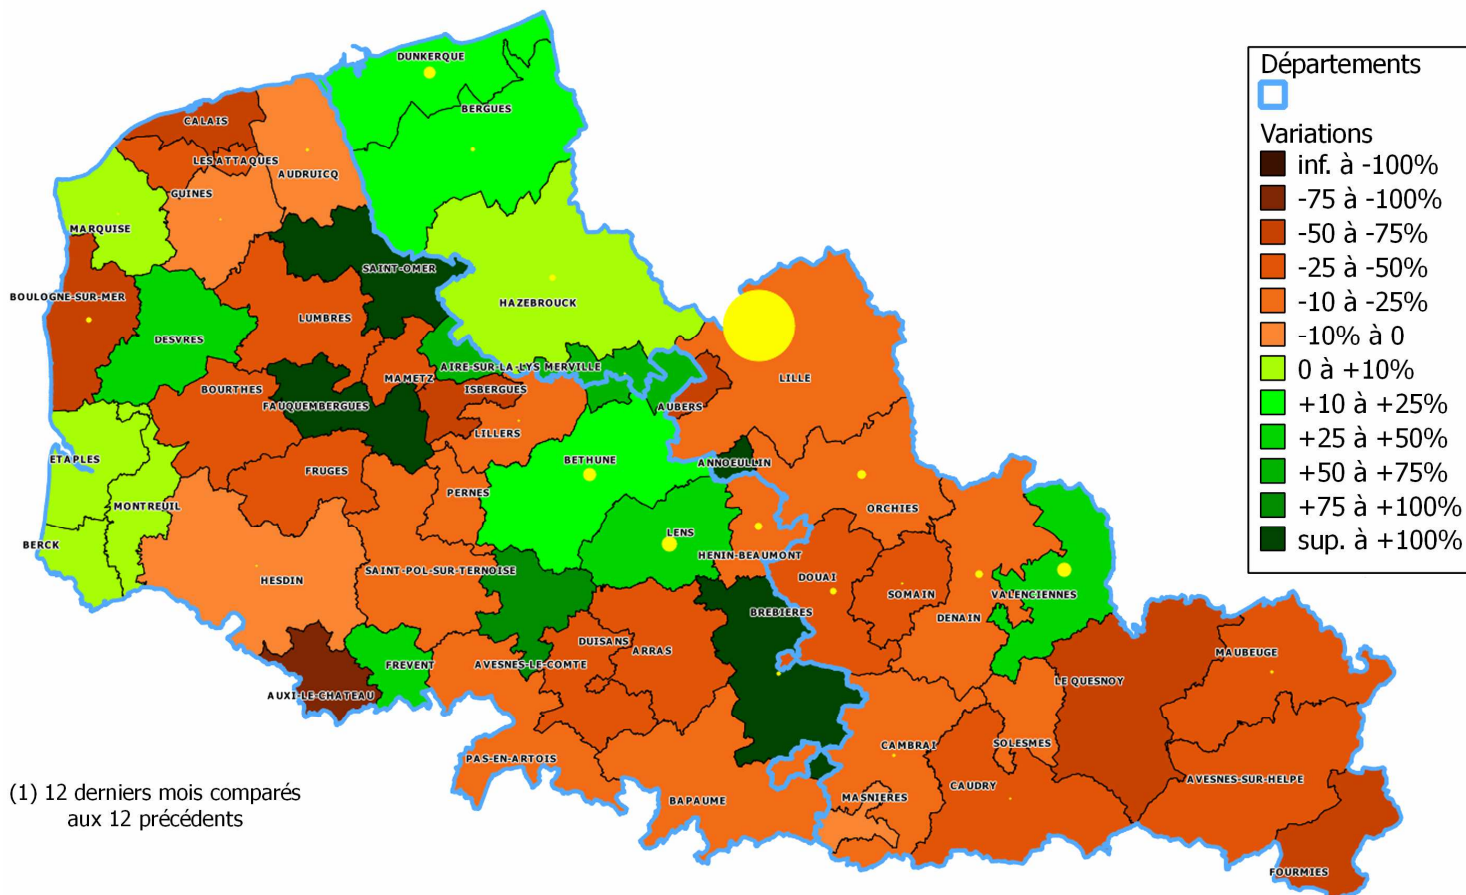 DUNKERQUE
BERGUES
CALAIS
LES ATTAQUES
AUDRUICQ
GUINES
MARQUISE
SAINT-OMER
BOULOGNE-SUR-MER
HAZEBROUCK
LUMBRES
DESVRES
AIRE-SUR-LA-LYS
MERVILLE
MAMETZ
LILLE
BOURTHES
ISBERGUES
FAUQUEMBERGUES
AUBERS
LILLERS
ETAPLES
BETHUNE
ANNOEULLIN
FRUGES
PERNES
MONTREUIL
ORCHIES
LENS
BERCK
HENIN-BEAUMONT
SAINT-POL-SUR-TERNOISE
HESDIN
DOUAI
SOMAIN
VALENCIENNES
BREBIERES
DENAIN
DUISANS
ARRAS
MAUBEUGE
FREVENT
AVESNES-LE-COMTE
LE QUESNOY
AUXI-LE-CHATEAU
CAMBRAI
SOLESMES
PAS-EN-ARTOIS
AVESNES-SUR-HELPE
CAUDRY
MASNIERES
BAPAUME
FOURMIES
(1) 12 derniers mois comparés
aux 12 précédents
Départements
Variations
inf. à -100%
-75 à -100%
-50 à -75%
-25 à -50%
-10 à -25%
-10% à 0
0 à +10%
+10 à +25%
+25 à +50%
+50 à +75%
+75 à +100%
sup. à +100%